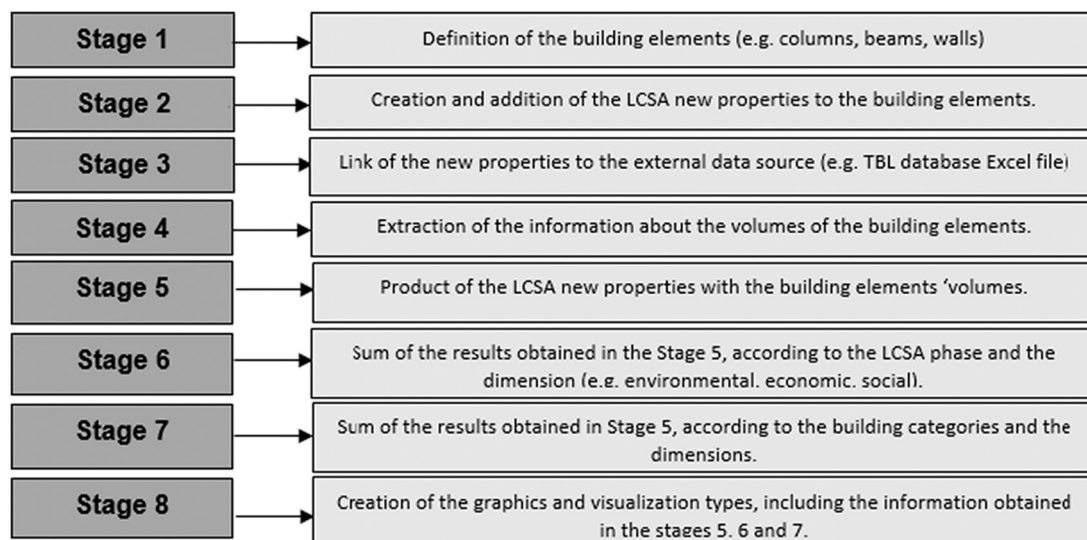 Stage 1
Definition of the building elements (e.g. columns, beams, walls)
Stage 2
Creation and addition of the LCSA new properties to the building elements.
Stage 3
Link of the new properties to the external data source (e.g. TBL database Excel file)
Stage 4
Extraction of the information about the volumes of the building elements.
Stage 5
Product of the LCSA new properties with the building elements ‘volumes.
Stage 6
Sum of the results obtained in the Stage 5, according to the LCSA phase and the
dimension (e.g. environmental, economic, social).
Stage 7
Sum of the results obtained in Stage 5, according to the building categories and the
dimensions.
Stage 8
Creation of the graphics and visualization types, including the information obtained
in the stages 5, 6 and 7.